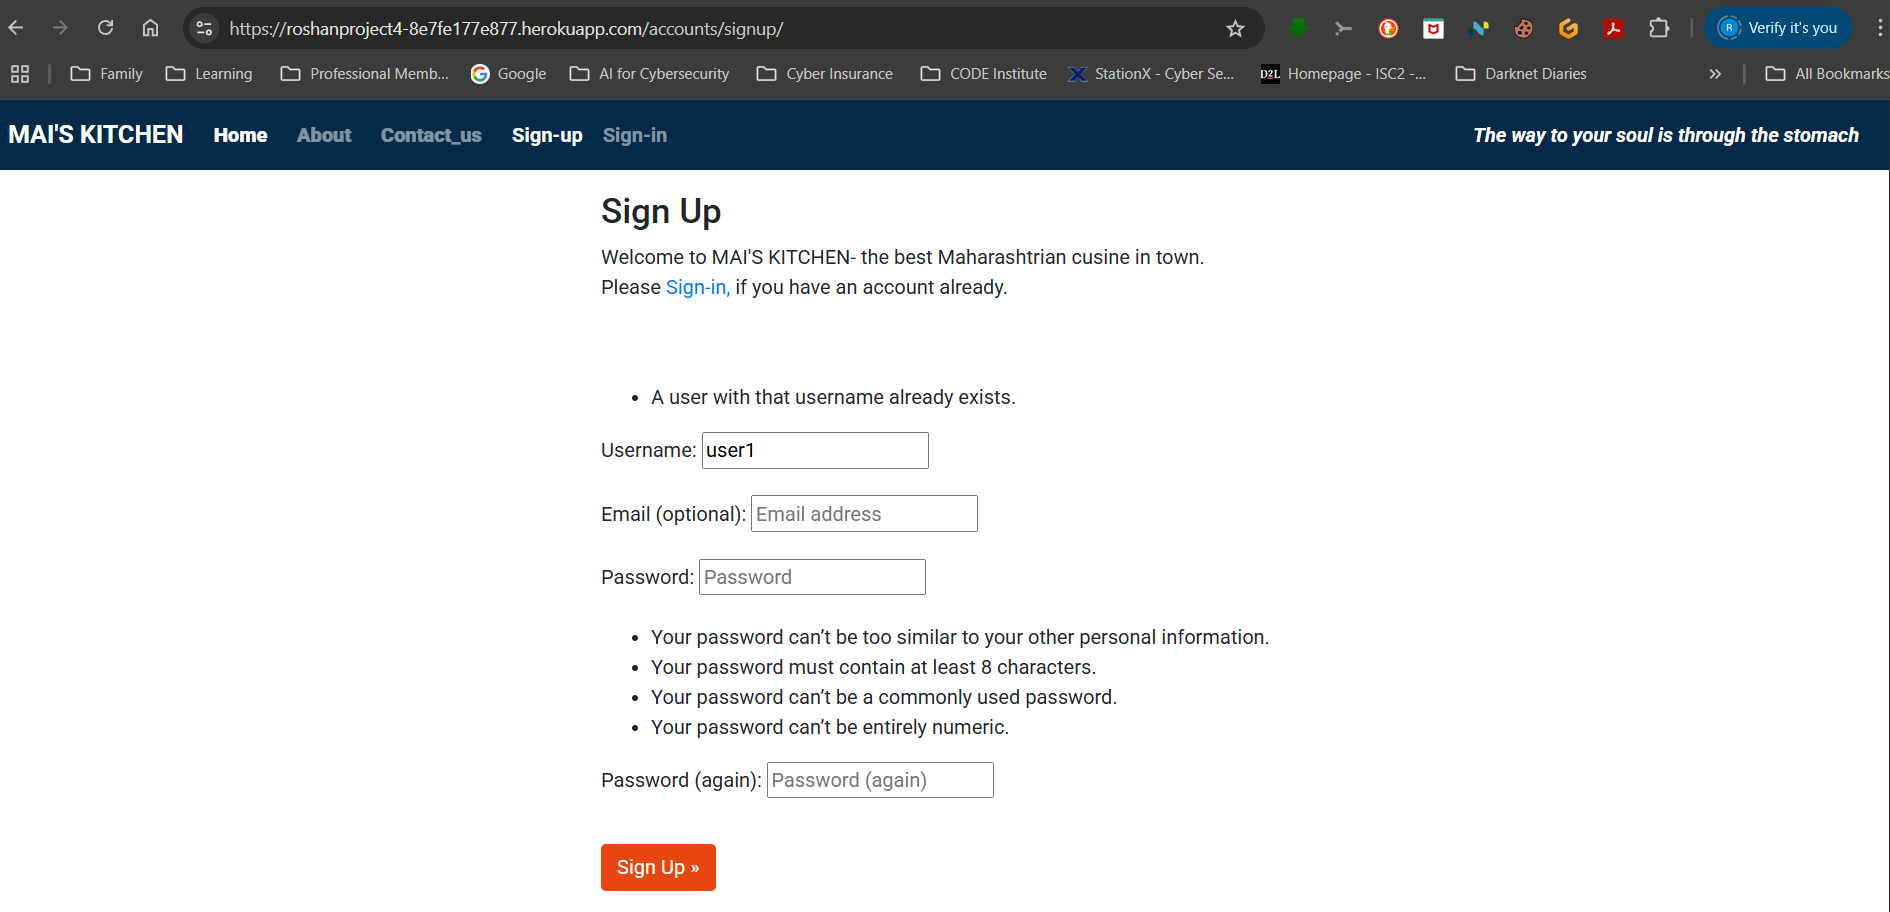 https://roshanproject4-8e7fe177e877.herokuapp.com/accounts/signup/
R Verify it's you
Family Learning Professional Memb... Google AI for Cybersecurity Cyber Insurance CODE Institute StationX - Cyber Se... D2L Homepage - ISC2 -... Darknet Diaries » All Bookmarks
MAI'S KITCHEN Home About Contact_us Sign-up Sign-in The way to your soul is through the stomach
Sign Up
Welcome to MAI'S KITCHEN- the best Maharashtrian cusine in town.
Please Sign-in, if you have an account already.
• A user with that username already exists.
Username: user1
Email (optional): Email address
Password: Password
• Your password can’t be too similar to your other personal information.
• Your password must contain at least 8 characters.
• Your password can’t be a commonly used password.
• Your password can’t be entirely numeric.
Password (again): Password (again)
Sign Up »